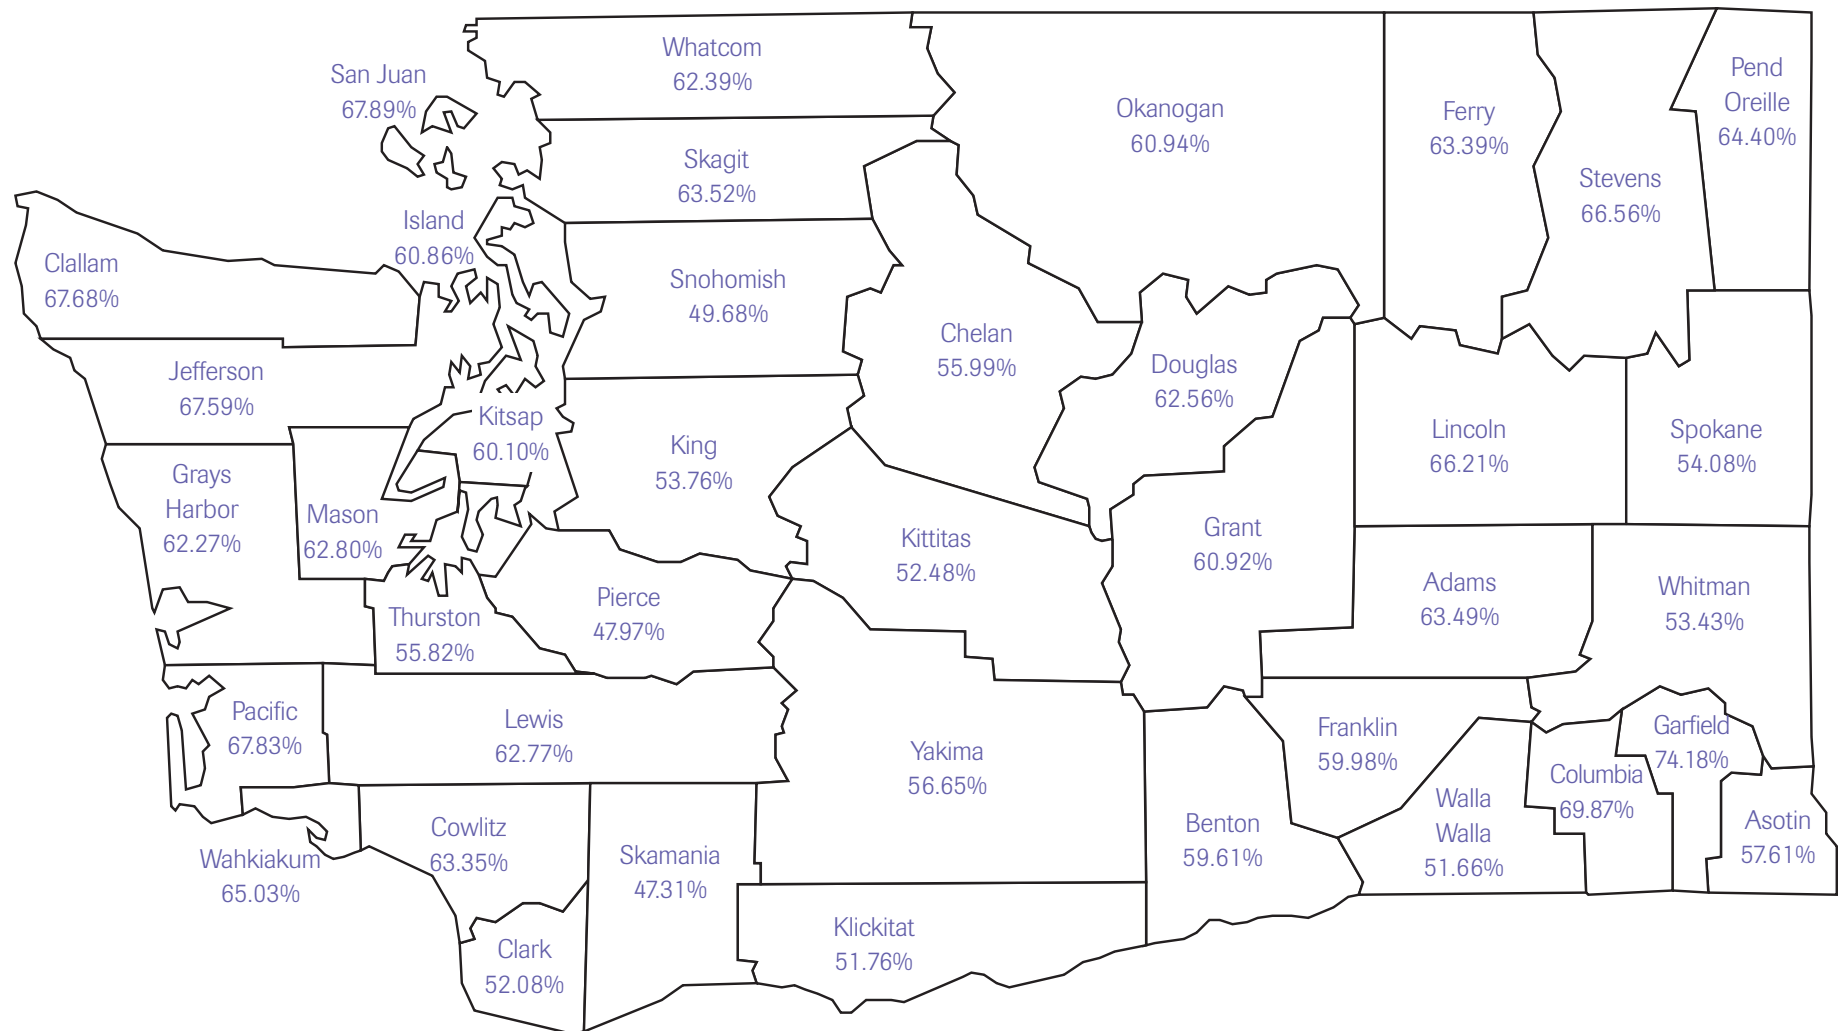 Whatcom
62.39%
San Juan
67.89%
Okanogan
60.94%
Ferry
63.39%
Pend
Oreille
64.40%
Skagit
63.52%
Stevens
66.56%
Island
60.86%
Clallam
67.68%
Snohomish
49.68%
Chelan
55.99%
Douglas
62.56%
Jefferson
67.59%
Kitsap
60.10%
King
53.76%
Lincoln
66.21%
Spokane
54.08%
Grays
Harbor
62.27%
Mason
62.80%
Kittitas
52.48%
Grant
60.92%
Adams
63.49%
Whitman
53.43%
Thurston
55.82%
Pierce
47.97%
Pacific
67.83%
Lewis
62.77%
Yakima
56.65%
Franklin
59.98%
Garfield
74.18%
Columbia
69.87%
Walla
Walla
51.66%
Asotin
57.61%
Benton
59.61%
Wahkiakum
65.03%
Cowlitz
63.35%
Skamania
47.31%
Klickitat
51.76%
Clark
52.08%